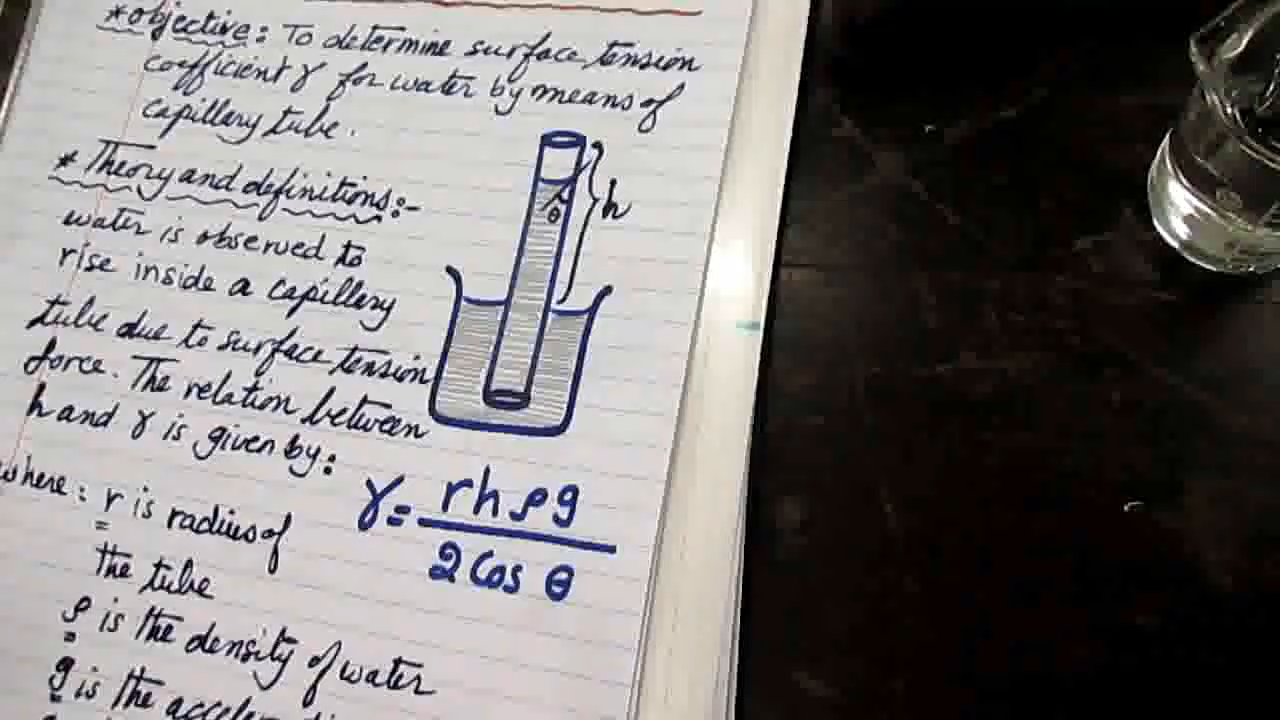 *objective: To determine surface tension
coefficient γ for water by means of
capillary tube.
* Theory and definitions:-
water is observed to
rise inside a capillary
tube due to surface tension
force. The relation between
h and γ is given by:
h
θ
γ = rhρg / 2 Cos θ
where: r is radius of
the tube
ρ is the density of water
g is the